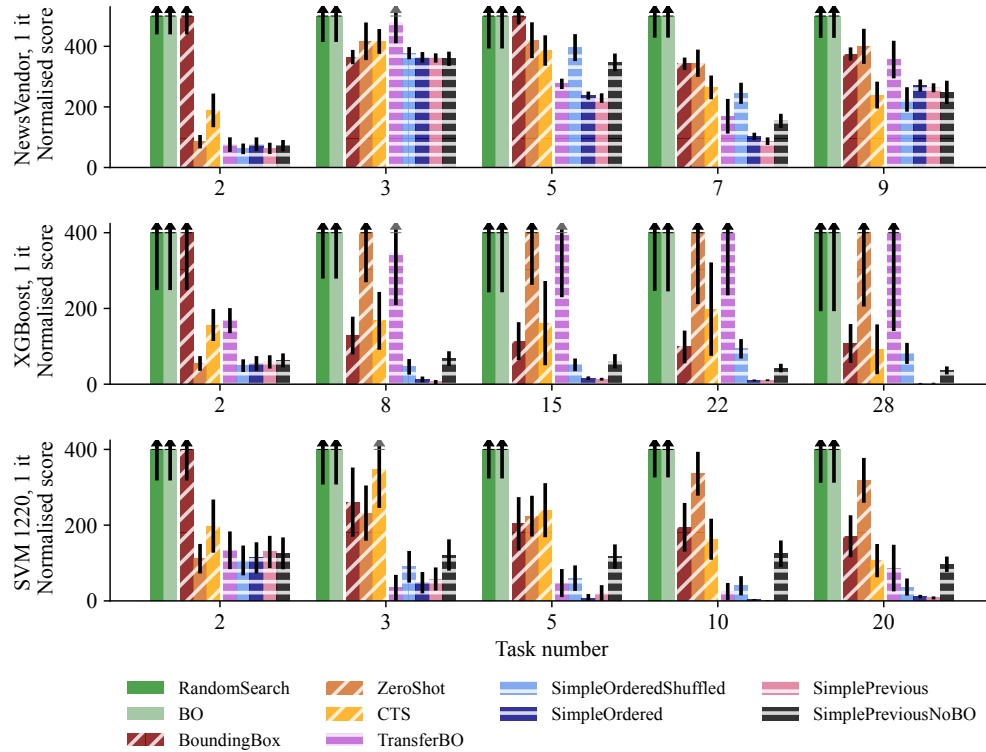 NewsVendor, 1 it
Normalised score
400
200
0
2 3 5 7 9
XGBoost, 1 it
Normalised score
400
200
0
2 8 15 22 28
SVM 1220, 1 it
Normalised score
400
200
0
2 3 5 10 20
Task number
RandomSearch ZeroShot SimpleOrderedShuffled SimplePrevious
BO CTS SimpleOrdered SimplePreviousNoBO
BoundingBox TransferBO